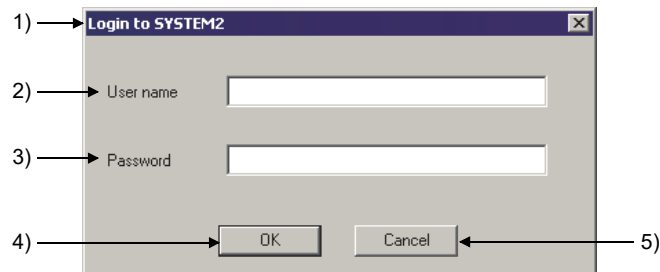 1) Login to SYSTEM2
2) User name
3) Password
4) OK Cancel 5)